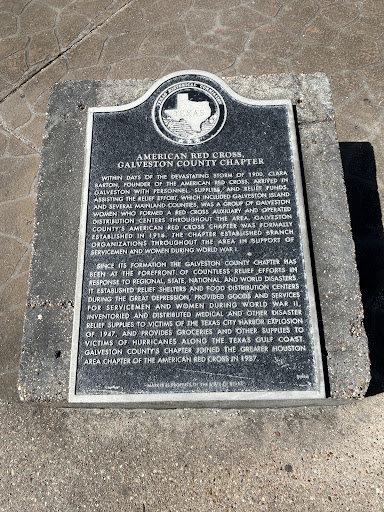 TEXAS HISTORICAL COMMISSION
TEXAS
AMERICAN RED CROSS,
GALVESTON COUNTY CHAPTER
WITHIN DAYS OF THE DEVASTATING STORM OF 1900, CLARA
BARTON, FOUNDER OF THE AMERICAN RED CROSS, ARRIVED IN
GALVESTON WITH PERSONNEL, SUPPLIES, AND RELIEF FUNDS.
ASSISTING THE RELIEF EFFORT, WHICH INCLUDED GALVESTON ISLAND
AND SEVERAL MAINLAND COUNTIES, WAS A GROUP OF GALVESTON
WOMEN WHO FORMED A RED CROSS AUXILIARY AND OPERATED
DISTRIBUTION CENTERS THROUGHOUT THE AREA. GALVESTON
COUNTY'S AMERICAN RED CROSS CHAPTER WAS FORMALLY
ESTABLISHED IN 1916. THE CHAPTER ESTABLISHED BRANCH
ORGANIZATIONS THROUGHOUT THE AREA IN SUPPORT OF
SERVICEMEN AND WOMEN DURING WORLD WAR I.
SINCE ITS FORMATION THE GALVESTON COUNTY CHAPTER HAS
BEEN AT THE FOREFRONT OF COUNTLESS RELIEF EFFORTS IN
RESPONSE TO REGIONAL, STATE, NATIONAL, AND WORLD DISASTERS.
IT ESTABLISHED RELIEF SHELTERS AND FOOD DISTRIBUTION CENTERS
DURING THE GREAT DEPRESSION, PROVIDED GOODS AND SERVICES
FOR SERVICEMEN AND WOMEN DURING WORLD WAR II,
INVENTORIED AND DISTRIBUTED MEDICAL AND OTHER DISASTER
RELIEF SUPPLIES TO VICTIMS OF THE TEXAS CITY HARBOR EXPLOSION
OF 1947, AND PROVIDES GROCERIES AND OTHER SUPPLIES TO
VICTIMS OF HURRICANES ALONG THE TEXAS GULF COAST.
GALVESTON COUNTY'S CHAPTER JOINED THE GREATER HOUSTON
AREA CHAPTER OF THE AMERICAN RED CROSS IN 1987.
MARKER IS PROPERTY OF THE STATE OF TEXAS